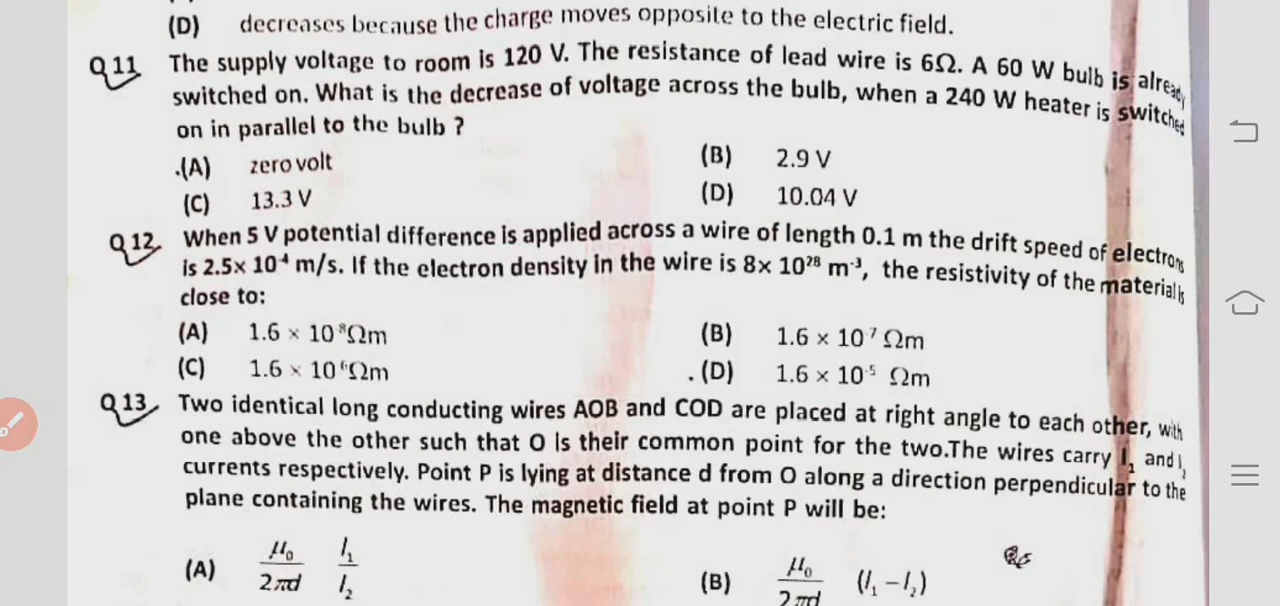 (D) decreases because the charge moves opposite to the electric field.
Q 11 The supply voltage to room is 120 V. The resistance of lead wire is 6Ω. A 60 W bulb is already
switched on. What is the decrease of voltage across the bulb, when a 240 W heater is switched
on in parallel to the bulb ?
(A) zero volt (B) 2.9 V
(C) 13.3 V (D) 10.04 V
Q 12 When 5 V potential difference is applied across a wire of length 0.1 m the drift speed of electrons
is 2.5× 10⁻⁴ m/s. If the electron density in the wire is 8× 10²⁸ m⁻³, the resistivity of the material is
close to:
(A) 1.6 × 10⁻⁸Ωm (B) 1.6 × 10⁻⁷ Ωm
(C) 1.6 × 10⁻⁶Ωm (D) 1.6 × 10⁻⁵ Ωm
Q 13 Two identical long conducting wires AOB and COD are placed at right angle to each other, with
one above the other such that O is their common point for the two.The wires carry I₁ and I₂
currents respectively. Point P is lying at distance d from O along a direction perpendicular to the
plane containing the wires. The magnetic field at point P will be:
(A) μ₀/2πd I₁/I₂ (B) μ₀/2πd (I₁ – I₂)